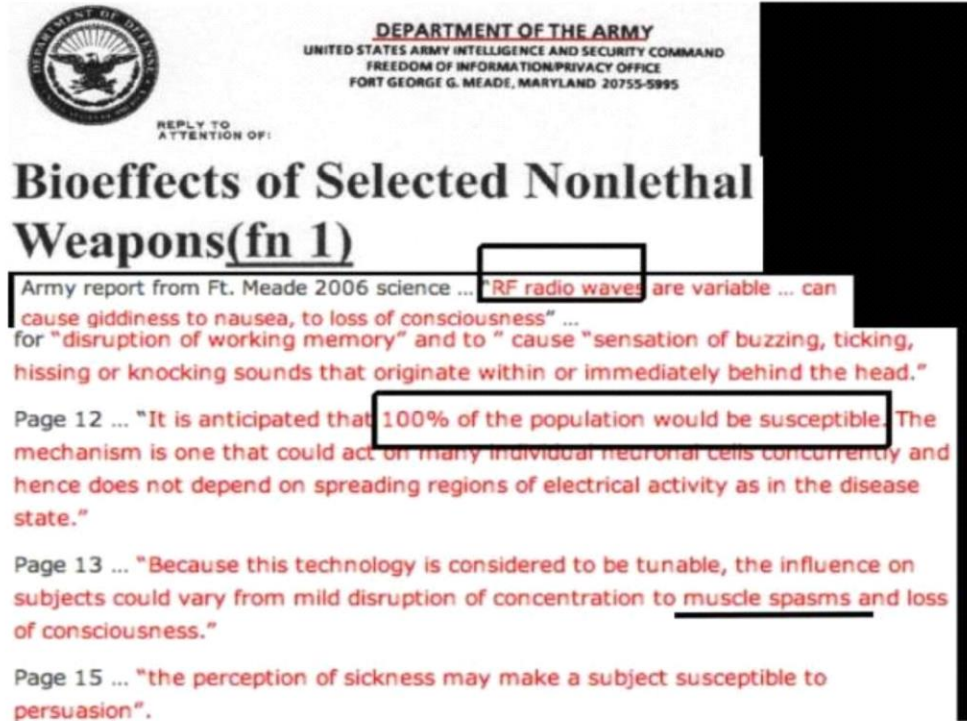 DEPARTMENT OF DEFENSE
DEPARTMENT OF THE ARMY
UNITED STATES ARMY INTELLIGENCE AND SECURITY COMMAND
FREEDOM OF INFORMATION/PRIVACY OFFICE
FORT GEORGE G. MEADE, MARYLAND 20755-5995
REPLY TO
ATTENTION OF:
Bioeffects of Selected Nonlethal
Weapons(fn 1)
Army report from Ft. Meade 2006 science ... "RF radio waves are variable ... can
cause giddiness to nausea, to loss of consciousness" ...
for "disruption of working memory" and to " cause "sensation of buzzing, ticking,
hissing or knocking sounds that originate within or immediately behind the head."
Page 12 ... "It is anticipated that 100% of the population would be susceptible. The
mechanism is one that could act on many individual neuronal cells concurrently and
hence does not depend on spreading regions of electrical activity as in the disease
state."
Page 13 ... "Because this technology is considered to be tunable, the influence on
subjects could vary from mild disruption of concentration to muscle spasms and loss
of consciousness."
Page 15 ... "the perception of sickness may make a subject susceptible to
persuasion".